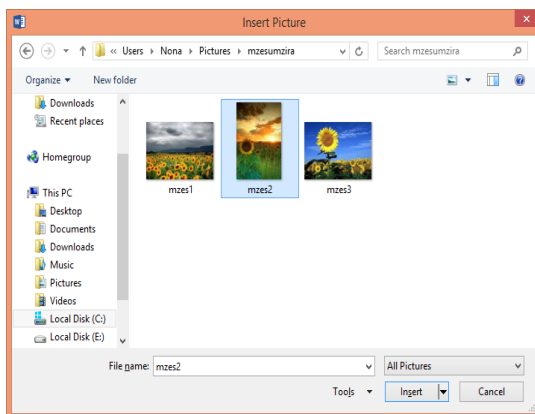 Insert Picture
« Users Nona Pictures mzesumzira
Search mzesumzira
Organize
New folder
Downloads
Recent places
Homegroup
This PC
Desktop
Documents
Downloads
Music
Pictures
Videos
Local Disk (C:)
Local Disk (E:)
mzes1
mzes2
mzes3
File name: mzes2
All Pictures
Tools
Insert
Cancel